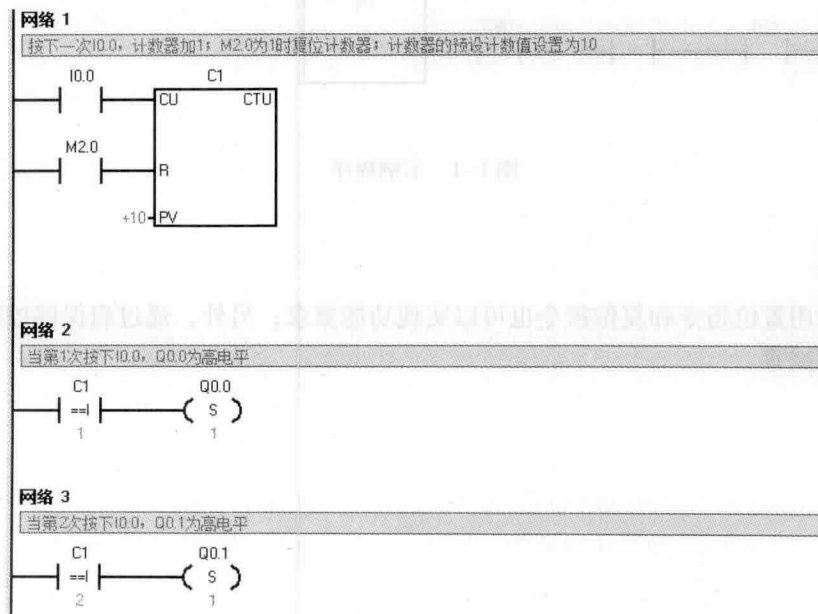 网络 1
按下一次I0.0，计数器加1；M2.0为1时复位计数器；计数器的预设计数值设置为10
I0.0
C1
CU
CTU
M2.0
R
+10
PV
网络 2
当第1次按下I0.0，Q0.0为高电平
C1
Q0.0
==I
S
1
1
网络 3
当第2次按下I0.0，Q0.1为高电平
C1
Q0.1
==I
S
2
1